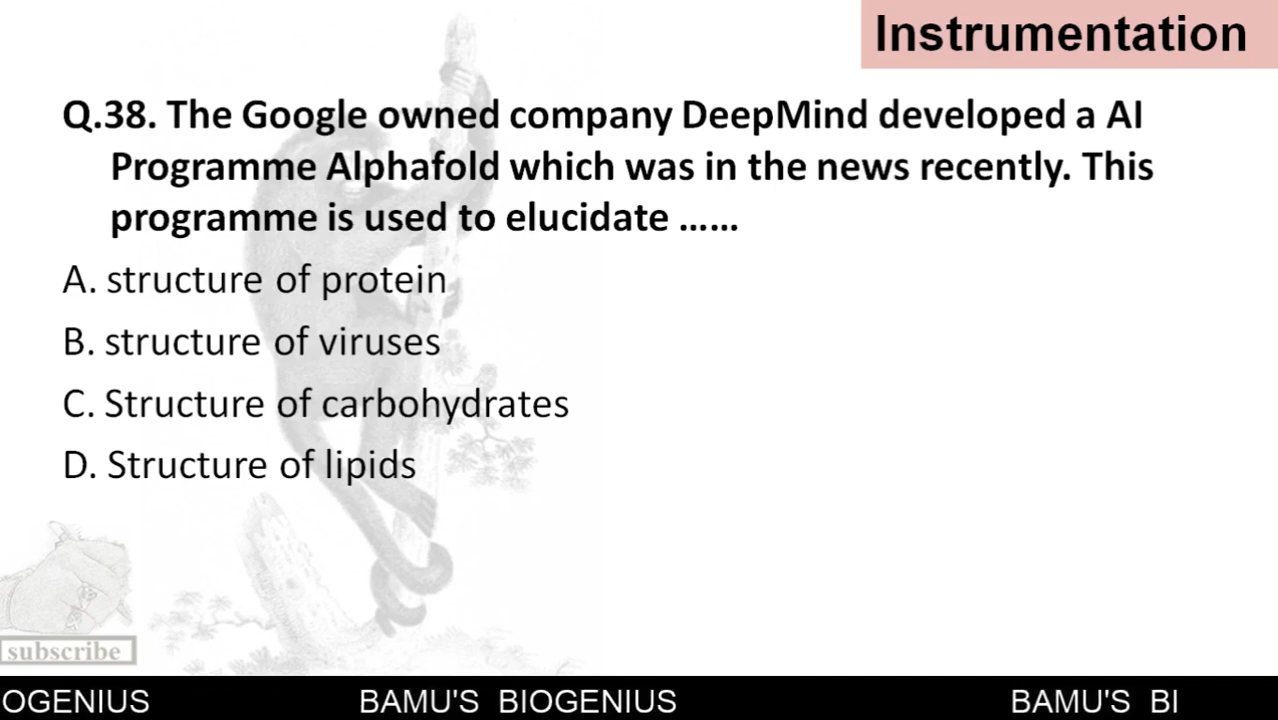 Instrumentation
Q.38. The Google owned company DeepMind developed a AI
Programme Alphafold which was in the news recently. This
programme is used to elucidate ......
A. structure of protein
B. structure of viruses
C. Structure of carbohydrates
D. Structure of lipids
subscribe
OGENIUS BAMU'S BIOGENIUS BAMU'S BI